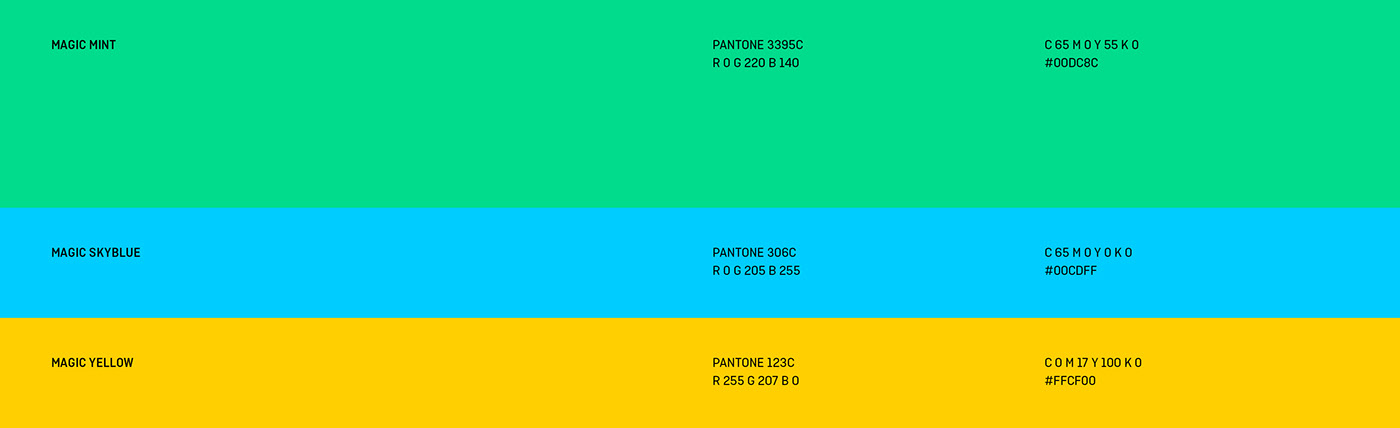 MAGIC MINT
PANTONE 3395C
R 0 G 220 B 140
C 65 M 0 Y 55 K 0
#00DC8C
MAGIC SKYBLUE
PANTONE 306C
R 0 G 205 B 255
C 65 M 0 Y 0 K 0
#00CDFF
MAGIC YELLOW
PANTONE 123C
R 255 G 207 B 0
C 0 M 17 Y 100 K 0
#FFCF00